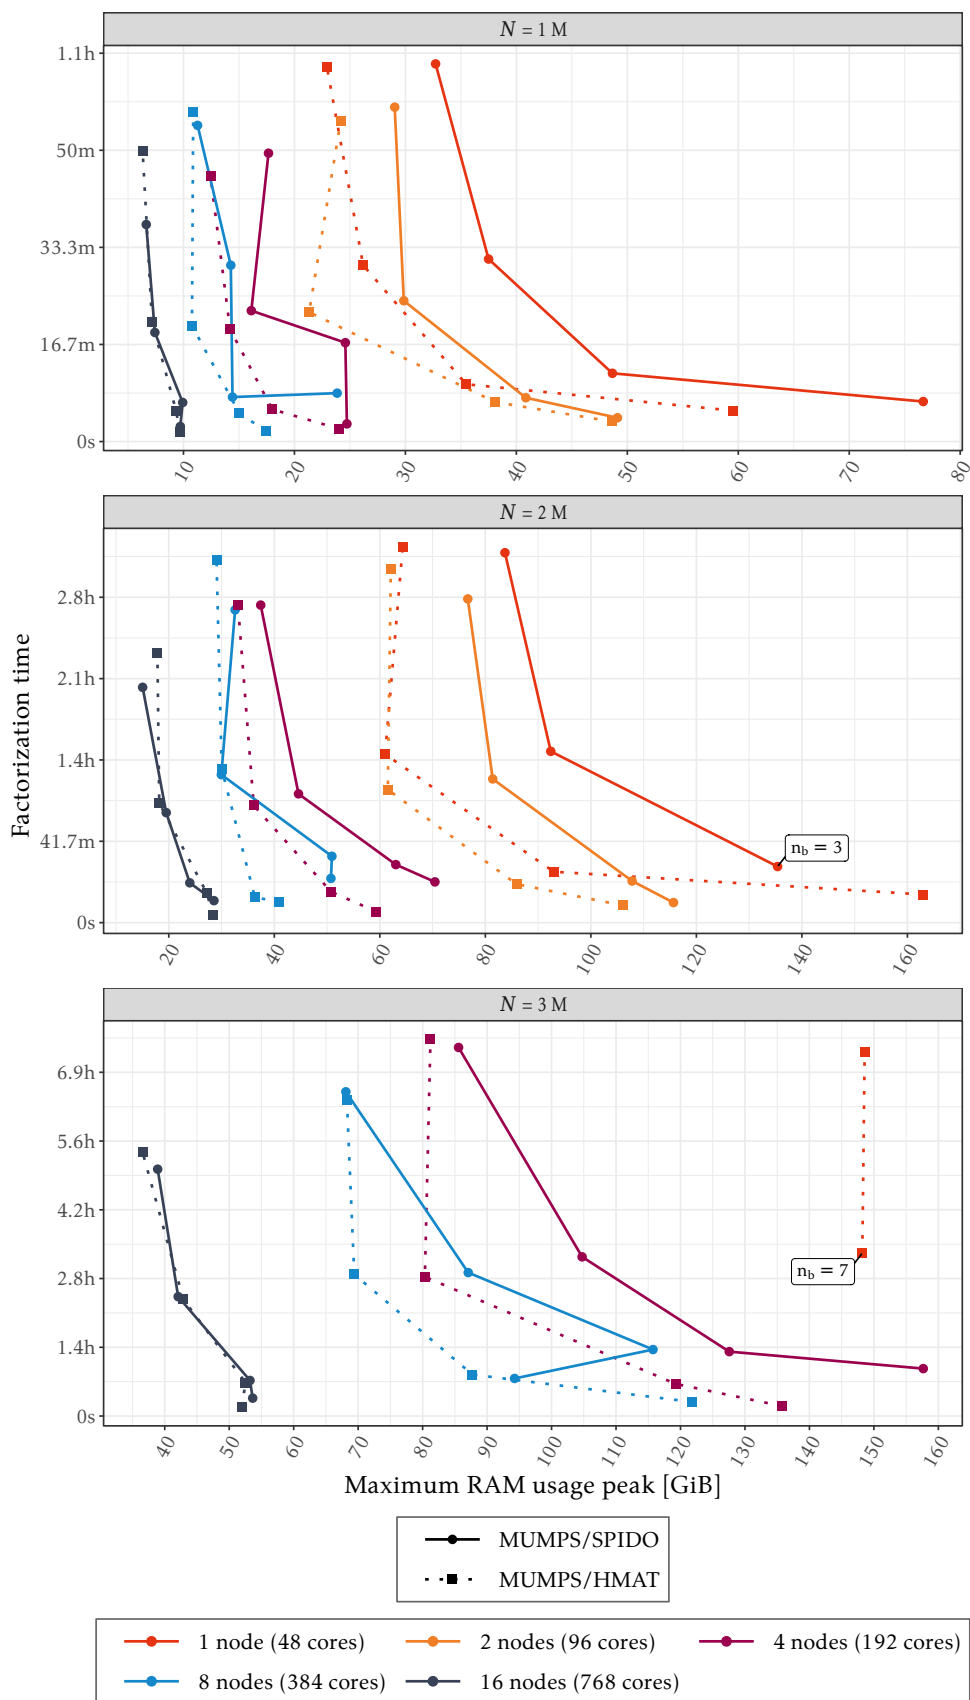 N = 1 M
1.1h
50m
33.3m
16.7m
0s
10
20
30
40
50
60
70
80
N = 2 M
2.8h
2.1h
1.4h
41.7m
0s
n_b = 3
20
40
60
80
100
120
140
160
Factorization time
N = 3 M
6.9h
5.6h
4.2h
2.8h
1.4h
0s
n_b = 7
40
50
60
70
80
90
100
110
120
130
140
150
160
Maximum RAM usage peak [GiB]
MUMPS/SPIDO
MUMPS/HMAT
1 node (48 cores) 2 nodes (96 cores) 4 nodes (192 cores)
8 nodes (384 cores) 16 nodes (768 cores)